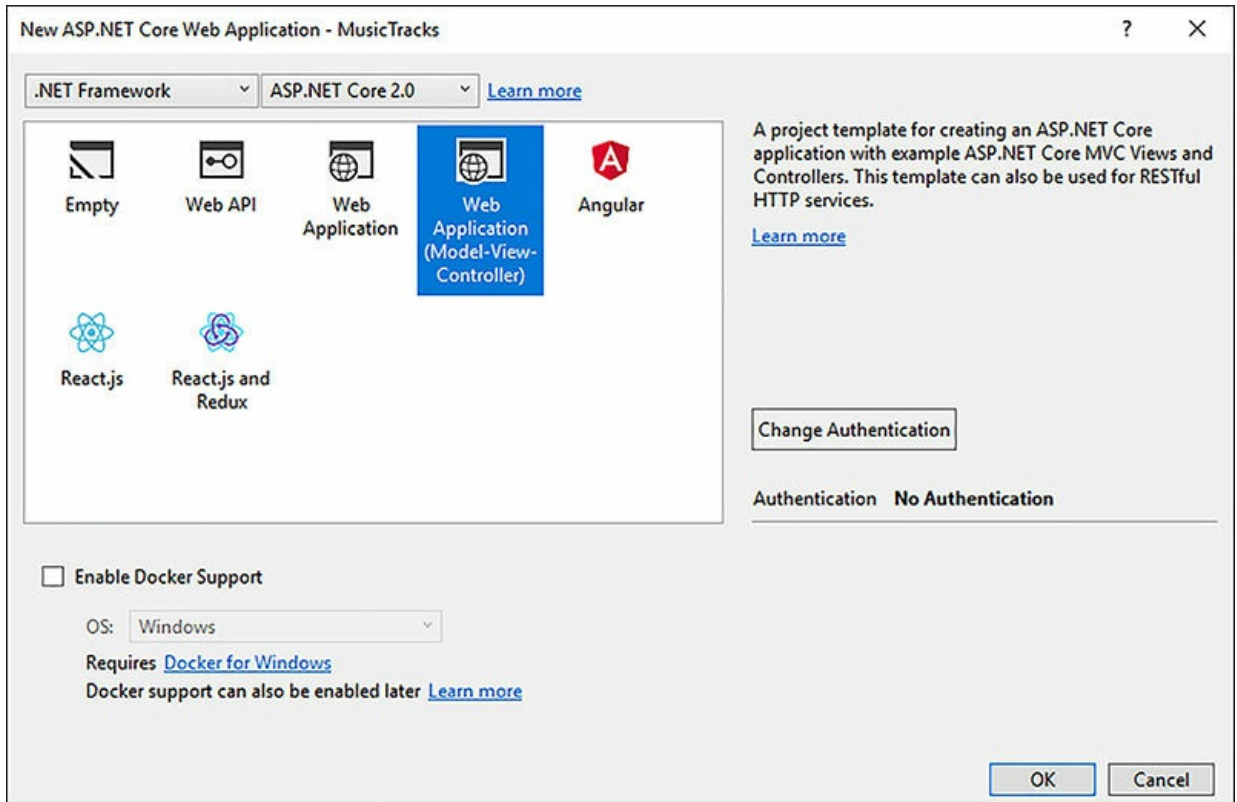 New ASP.NET Core Web Application - MusicTracks
?
.NET Framework
ASP.NET Core 2.0
Learn more
Empty
Web API
Web
Application
Web
Application
(Model-View-
Controller)
Angular
React.js
React.js and
Redux
A project template for creating an ASP.NET Core
application with example ASP.NET Core MVC Views and
Controllers. This template can also be used for RESTful
HTTP services.
Learn more
Change Authentication
Authentication No Authentication
Enable Docker Support
OS: Windows
Requires Docker for Windows
Docker support can also be enabled later Learn more
OK
Cancel